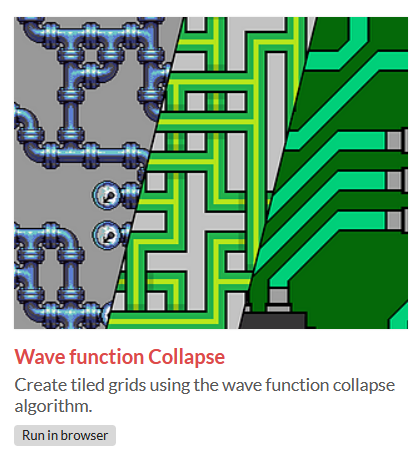 Wave function Collapse
Create tiled grids using the wave function collapse
algorithm.
Run in browser